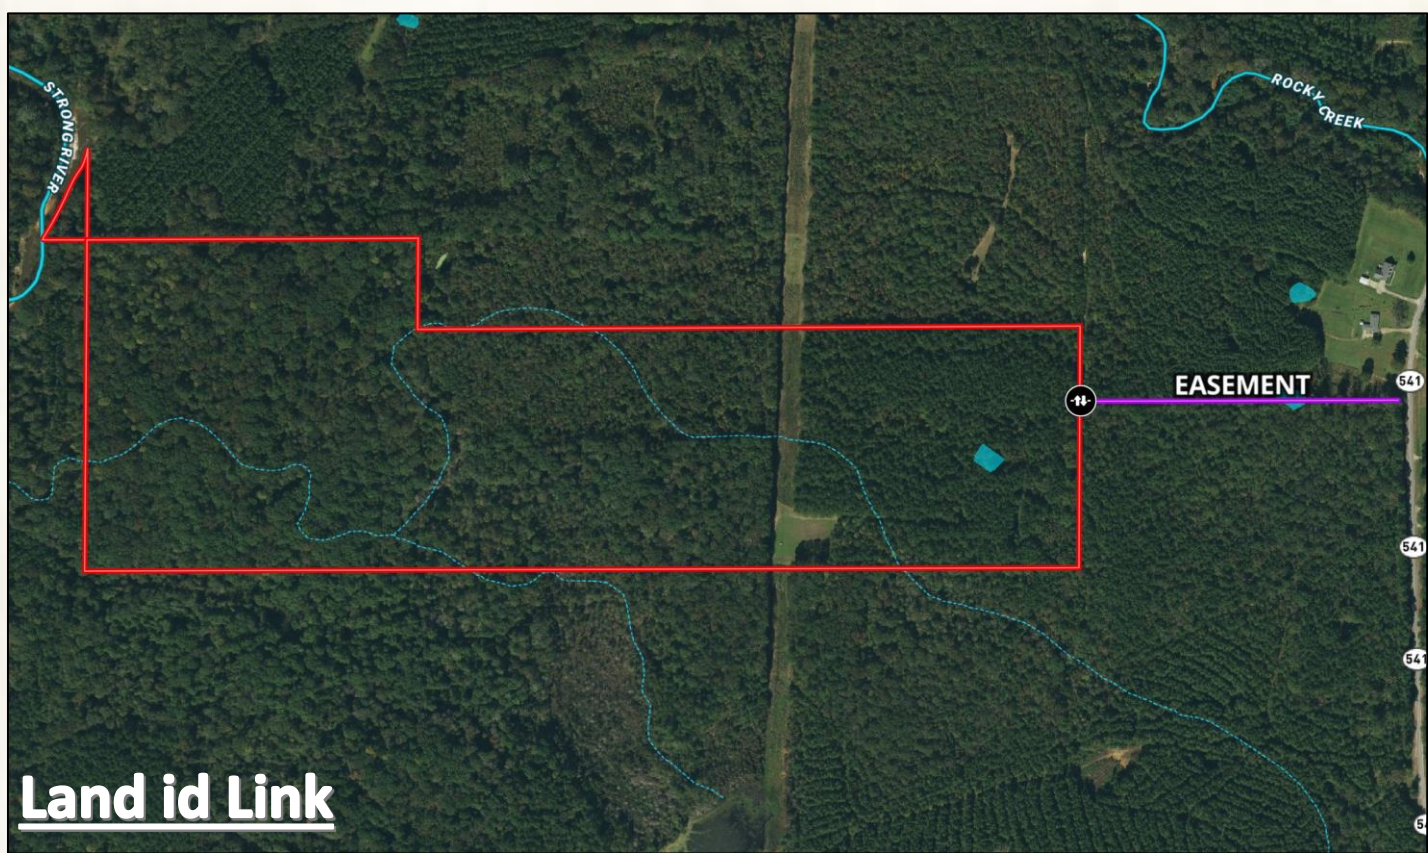 STRONG RIVER
ROCKY CREEK
EASEMENT
541
541
541
Land id Link